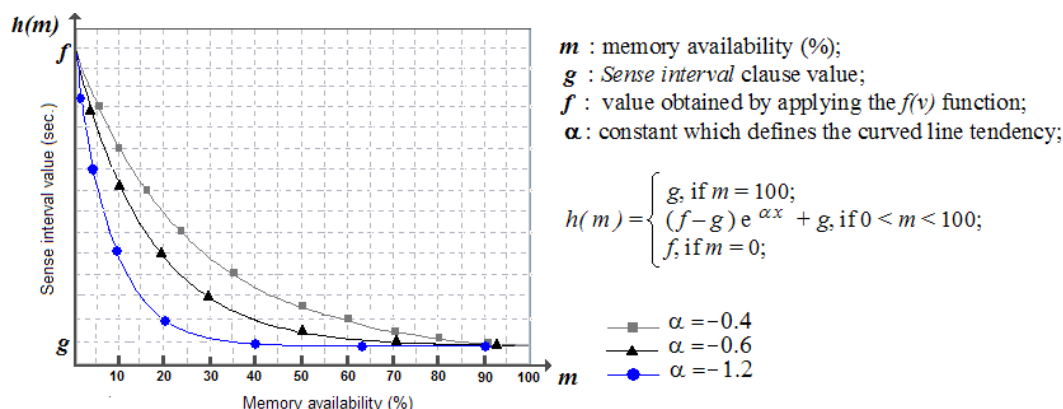 h(m)
f
g
Sense interval value (sec.)
10 20 30 40 50 60 70 80 90 100
m
Memory availability (%)
m : memory availability (%);
g : Sense interval clause value;
f : value obtained by applying the f(v) function;
α : constant which defines the curved line tendency;
h( m ) = { g, if m = 100;
( f – g ) e αx + g, if 0 < m < 100;
f, if m = 0;
α = –0.4
α = –0.6
α = –1.2